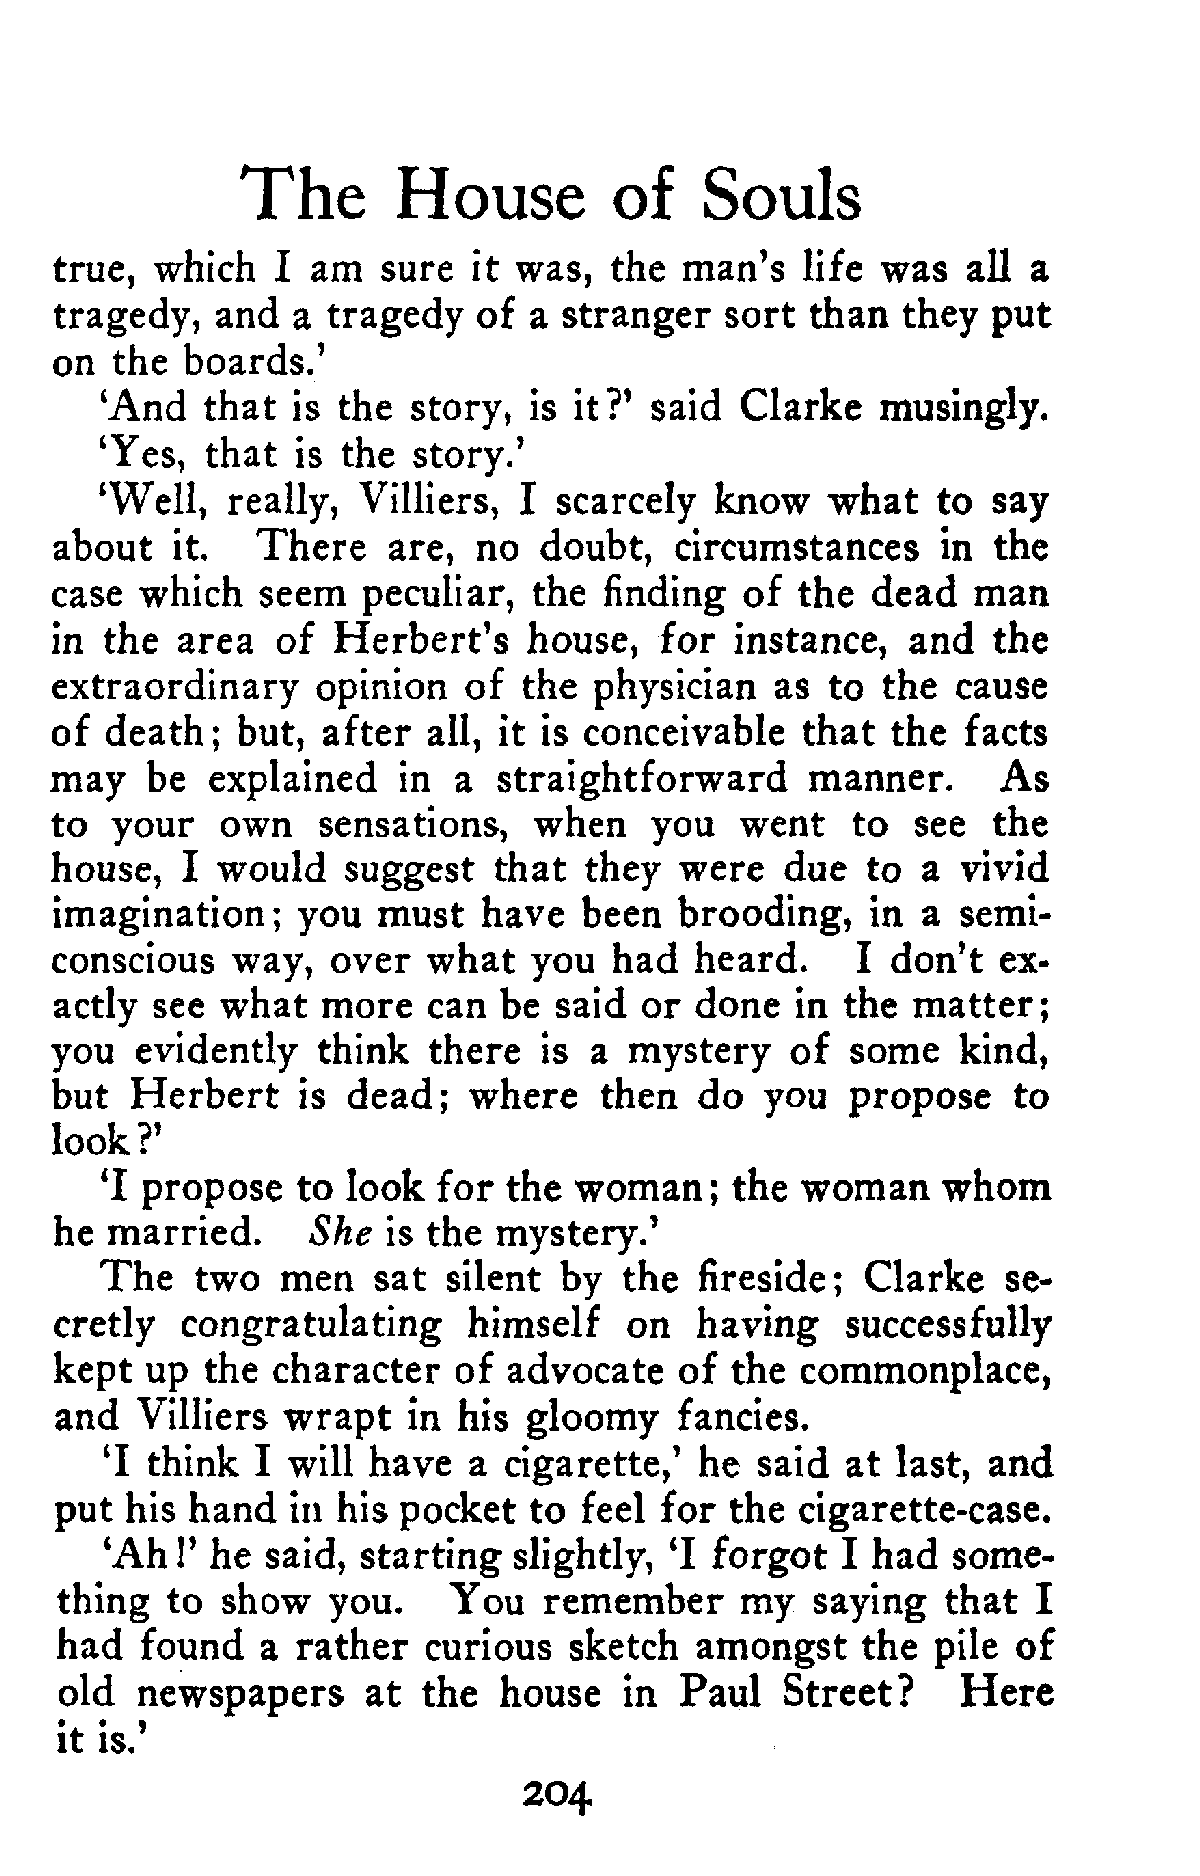 The House of Souls
true, which I am sure it was, the man's life was all a
tragedy, and a tragedy of a stranger sort than they put
on the boards.'
'And that is the story, is it?' said Clarke musingly.
'Yes, that is the story.'
'Well, really, Villiers, I scarcely know what to say
about it. There are, no doubt, circumstances in the
case which seem peculiar, the finding of the dead man
in the area of Herbert's house, for instance, and the
extraordinary opinion of the physician as to the cause
of death; but, after all, it is conceivable that the facts
may be explained in a straightforward manner. As
to your own sensations, when you went to see the
house, I would suggest that they were due to a vivid
imagination; you must have been brooding, in a semi-
conscious way, over what you had heard. I don't ex-
actly see what more can be said or done in the matter;
you evidently think there is a mystery of some kind,
but Herbert is dead; where then do you propose to
look?'
'I propose to look for the woman; the woman whom
he married. She is the mystery.'
The two men sat silent by the fireside; Clarke se-
cretly congratulating himself on having successfully
kept up the character of advocate of the commonplace,
and Villiers wrapt in his gloomy fancies.
'I think I will have a cigarette,' he said at last, and
put his hand in his pocket to feel for the cigarette-case.
'Ah!' he said, starting slightly, 'I forgot I had some-
thing to show you. You remember my saying that I
had found a rather curious sketch amongst the pile of
old newspapers at the house in Paul Street? Here
it is.'
204